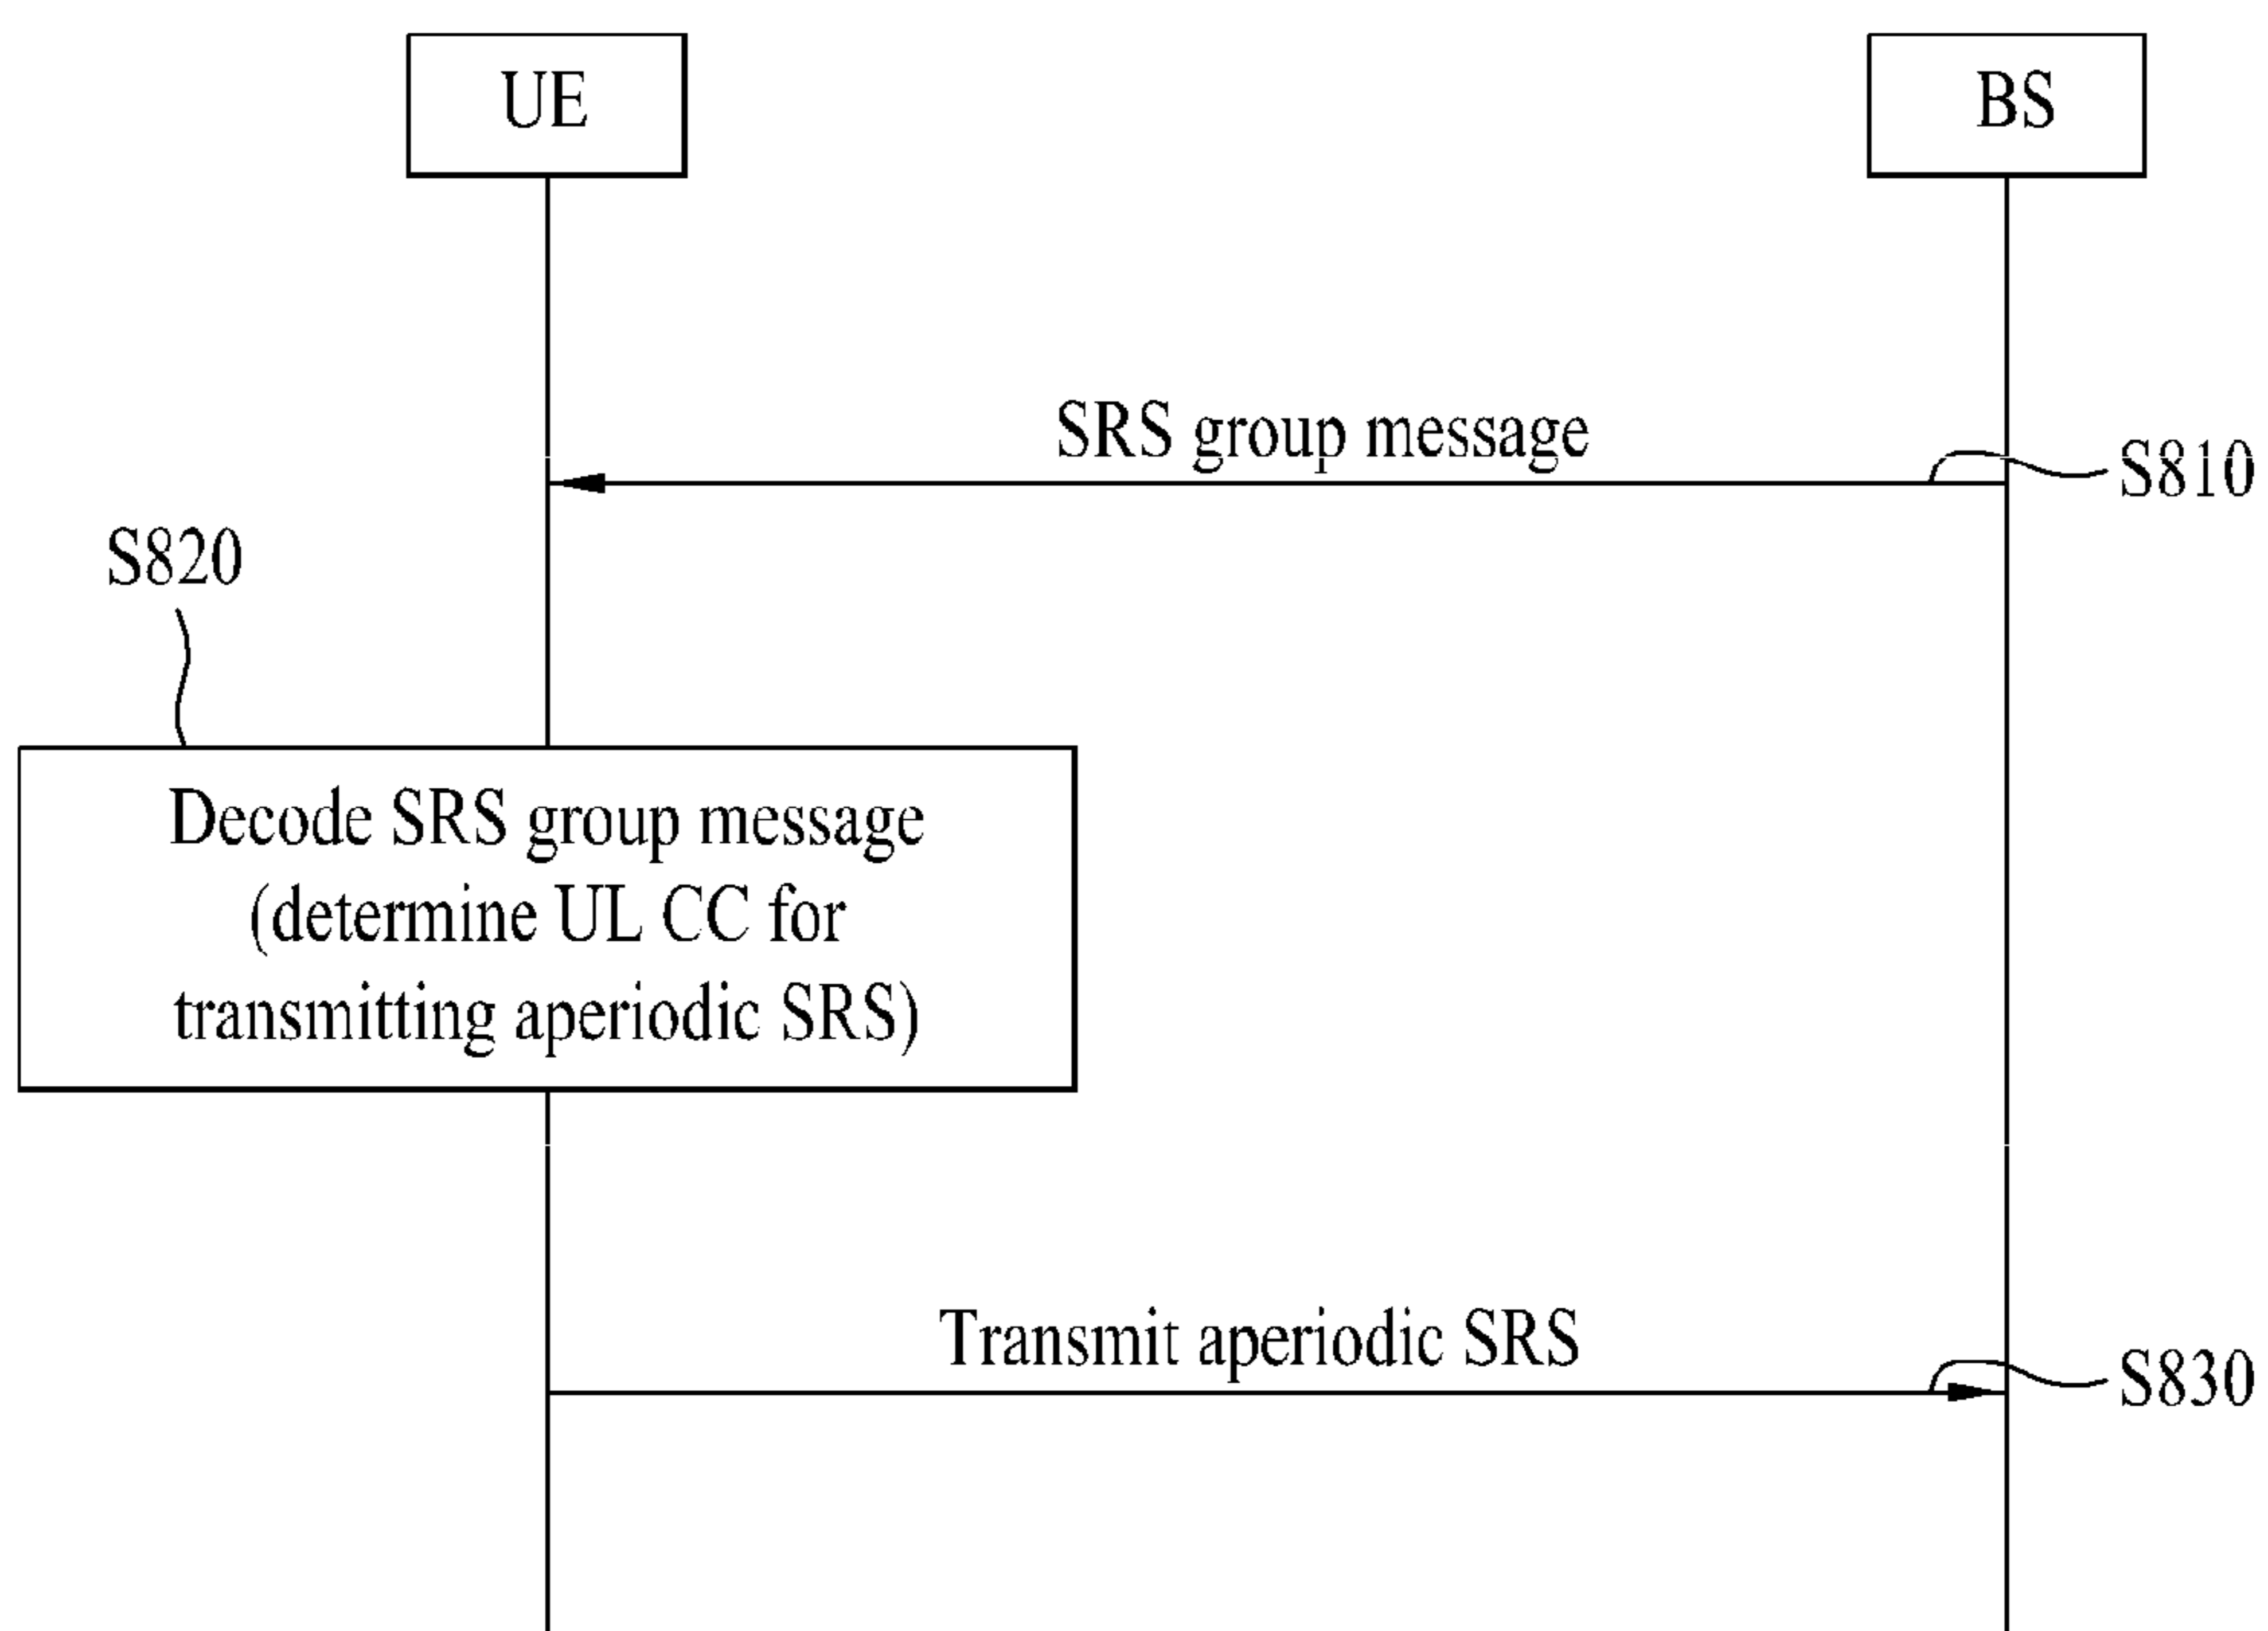 UE
BS
SRS group message
S810
S820
Decode SRS group message
(determine UL CC for
transmitting aperiodic SRS)
Transmit aperiodic SRS
S830